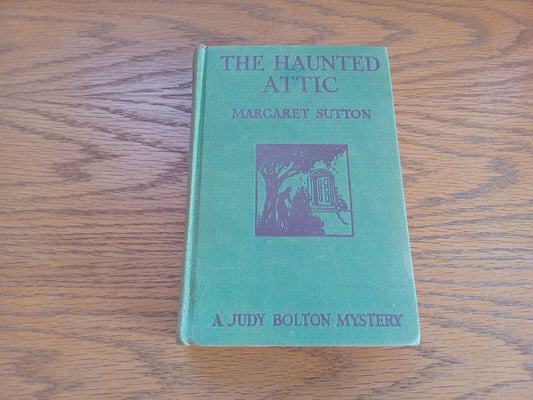 THE HAUNTED
ATTIC
MARGARET SUTTON
A JUDY BOLTON MYSTERY